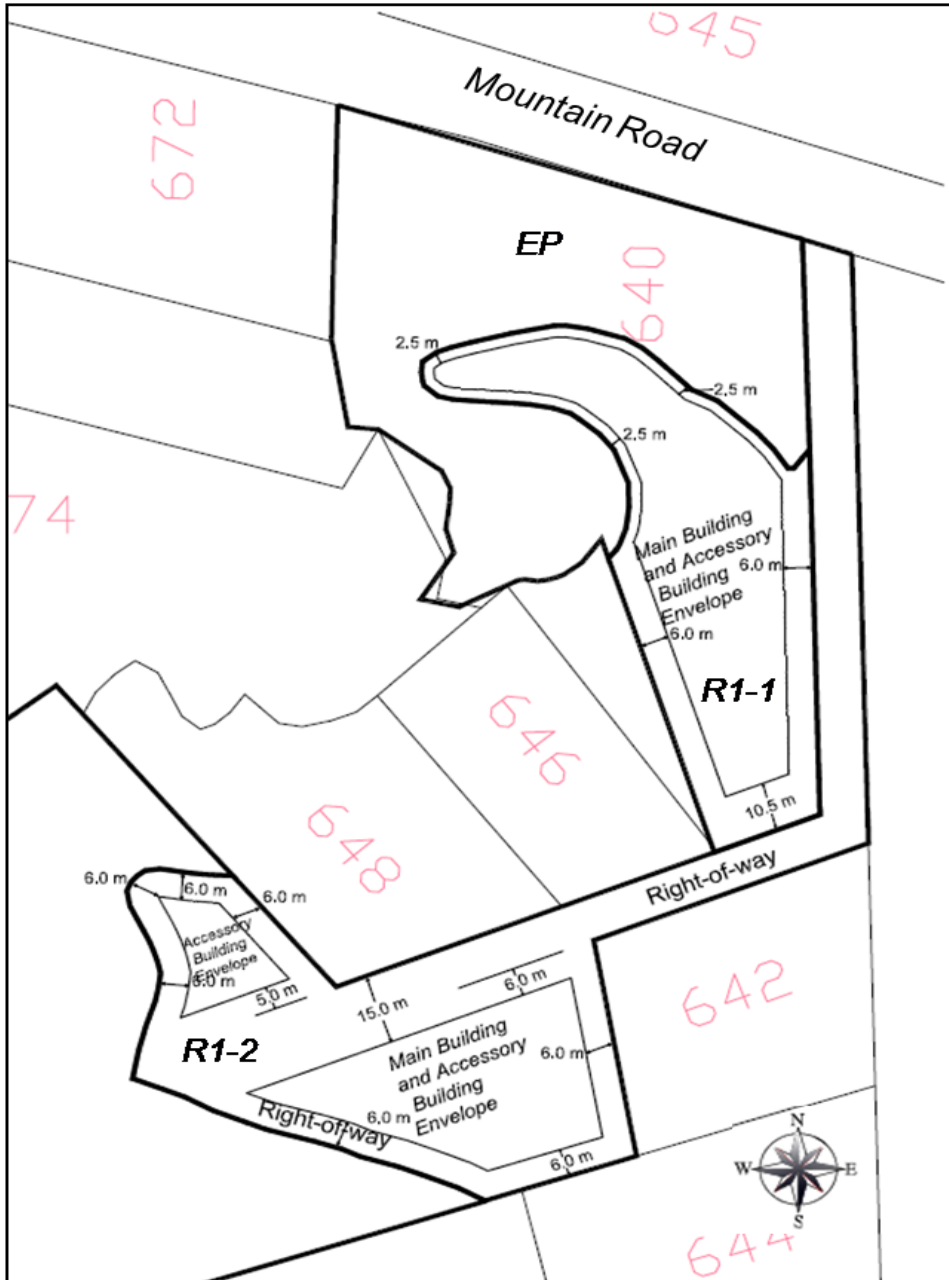 645
Mountain Road
672
EP
640
2.5 m
2.5 m
2.5 m
74
Main Building
and Accessory
Building
Envelope
6.0 m
6.0 m
R1-1
646
10.5 m
648
Right-of-way
6.0 m
6.0 m
6.0 m
Accessory
Building
Envelope
6.0 m
5.0 m
15.0 m
6.0 m
642
R1-2
Main Building
and Accessory
Building
Envelope
6.0 m
6.0 m
Right-of-way
6.0 m
N
W
E
S
644